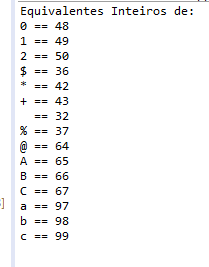 Equivalentes Inteiros de:
0 == 48
1 == 49
2 == 50
$ == 36
* == 42
+ == 43
  == 32
% == 37
@ == 64
A == 65
B == 66
C == 67
a == 97
b == 98
c == 99
]